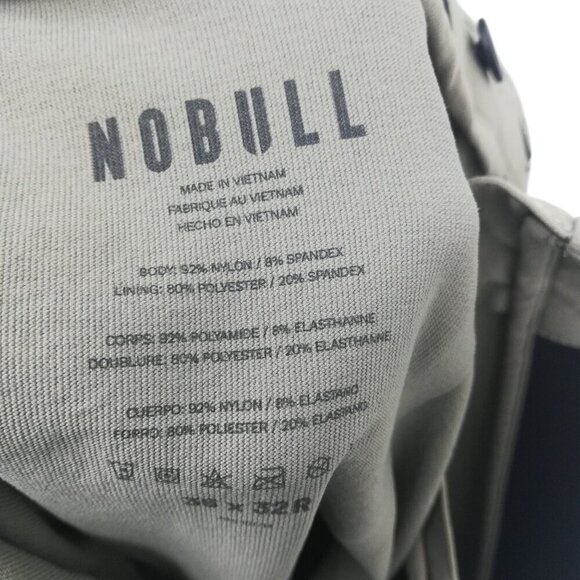 NOBULL
MADE IN VIETNAM
FABRIQUE AU VIETNAM
HECHO EN VIETNAM
BODY: 92% NYLON / 8% SPANDEX
LINING: 80% POLYESTER / 20% SPANDEX
CORPS: 92% POLYAMIDE / 8% ELASTHANNE
DOUBLURE: 80% POLYESTER / 20% ELASTHANNE
CUERPO: 92% NYLON / 8% ELASTANO
FORRO: 80% POLIESTER / 20% ELASTANO
36 x 32R